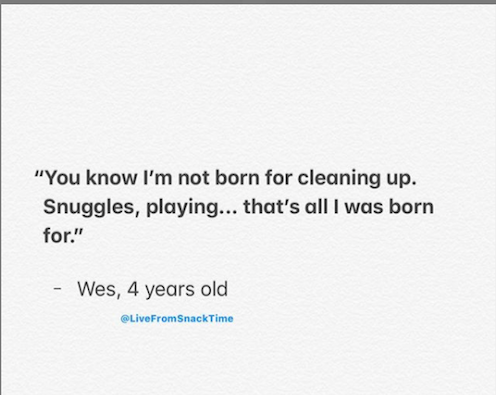 “You know I’m not born for cleaning up.
Snuggles, playing... that’s all I was born
for.”
- Wes, 4 years old
@LiveFromSnackTime